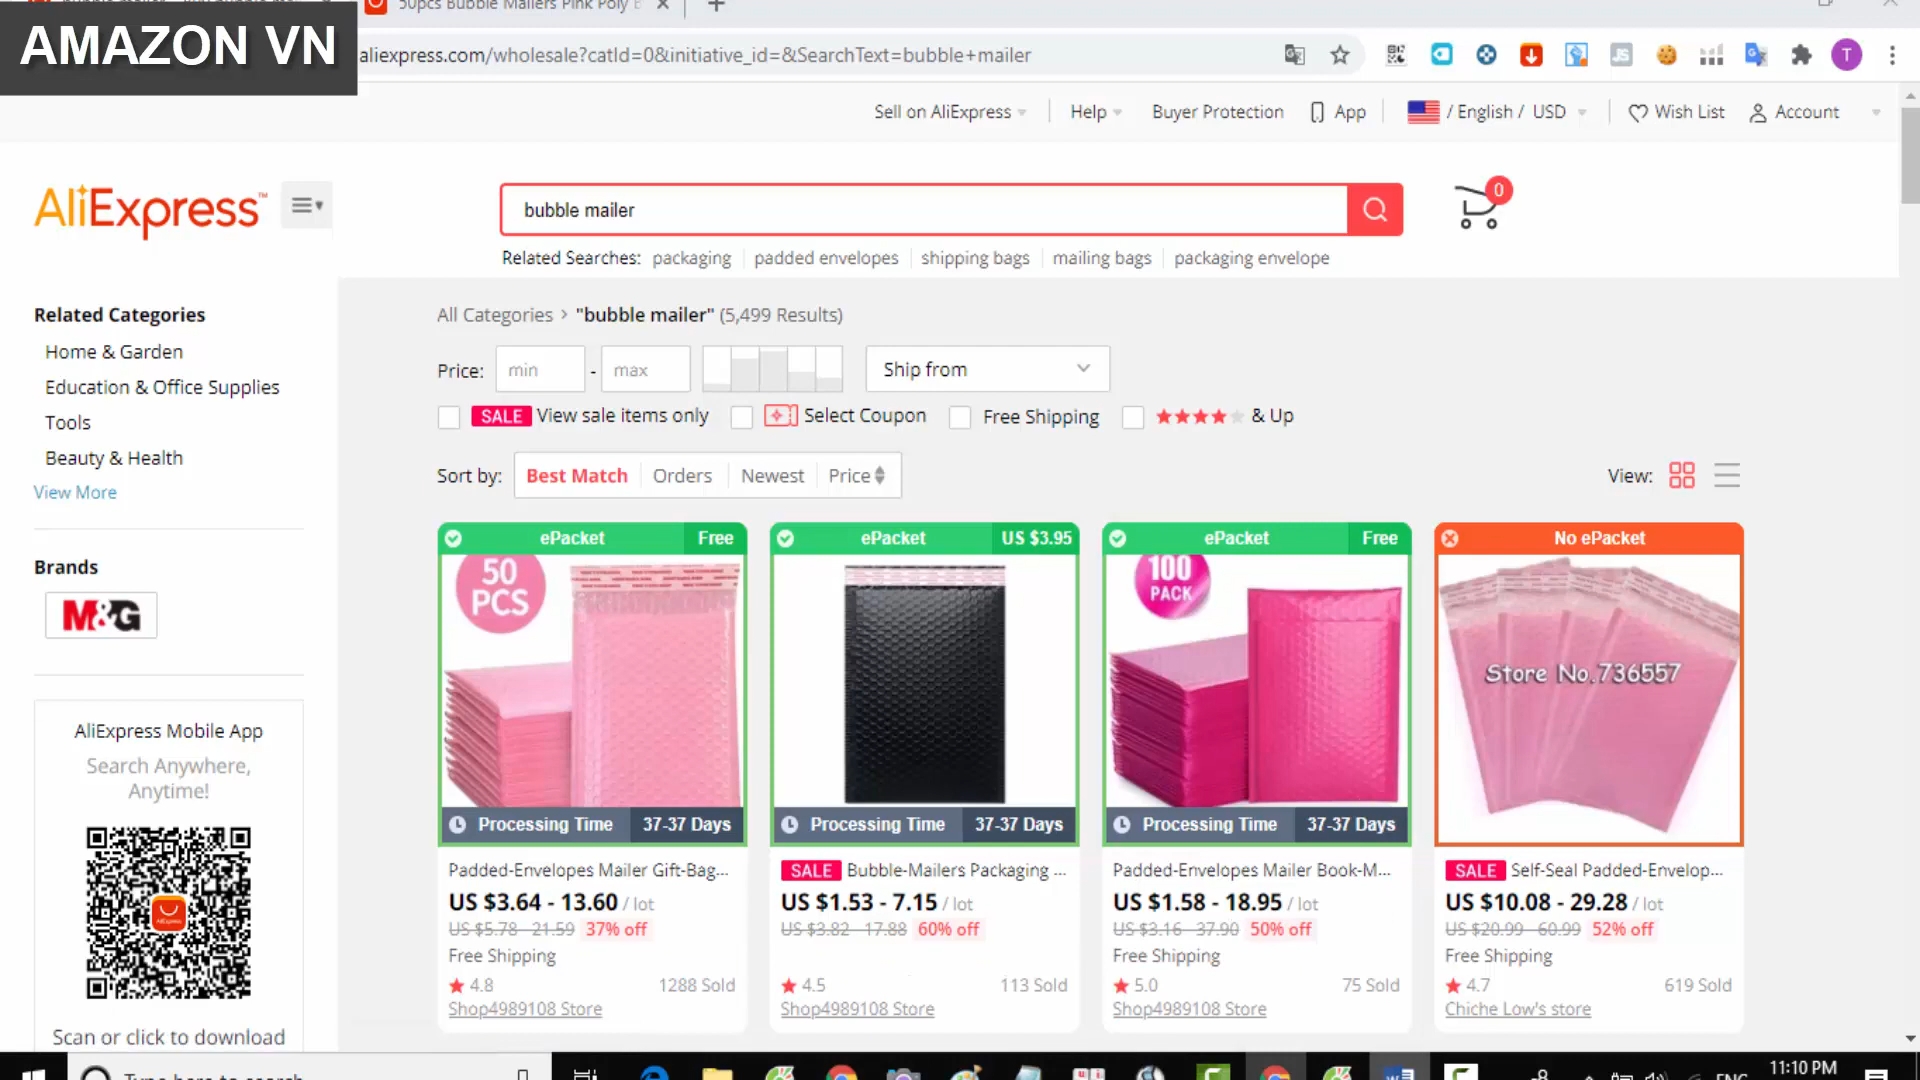 AMAZON VN
50pcs Bubble Mailers Pink Poly
aliexpress.com/wholesale?catId=0&initiative_id=&SearchText=bubble+mailer
T
Sell on AliExpress
Help
Buyer Protection
App
/ English / USD
Wish List
Account
AliExpress™
bubble mailer
0
Related Searches: packaging padded envelopes shipping bags mailing bags packaging envelope
Related Categories
Home & Garden
Education & Office Supplies
Tools
Beauty & Health
View More
Brands
M&G
AliExpress Mobile App
Search Anywhere,
Anytime!
AliExpress
Scan or click to download
All Categories > "bubble mailer" (5,499 Results)
Price: min - max Ship from
SALE View sale items only Select Coupon Free Shipping & Up
Sort by: Best Match Orders Newest Price
View:
ePacket Free
50
PCS
Processing Time 37-37 Days
Padded-Envelopes Mailer Gift-Bag...
US $3.64 - 13.60 / lot
US $5.78 - 21.59 37% off
Free Shipping
4.8 1288 Sold
Shop4989108 Store
ePacket US $3.95
Processing Time 37-37 Days
SALE Bubble-Mailers Packaging ...
US $1.53 - 7.15 / lot
US $3.82 - 17.88 60% off
4.5 113 Sold
Shop4989108 Store
ePacket Free
100
PACK
Processing Time 37-37 Days
Padded-Envelopes Mailer Book-M...
US $1.58 - 18.95 / lot
US $3.16 - 37.90 50% off
Free Shipping
5.0 75 Sold
Shop4989108 Store
No ePacket
Store No.736557
SALE Self-Seal Padded-Envelop...
US $10.08 - 29.28 / lot
US $20.99 - 60.99 52% off
Free Shipping
4.7 619 Sold
Chiche Low's store
Type here to search
ENG
11:10 PM